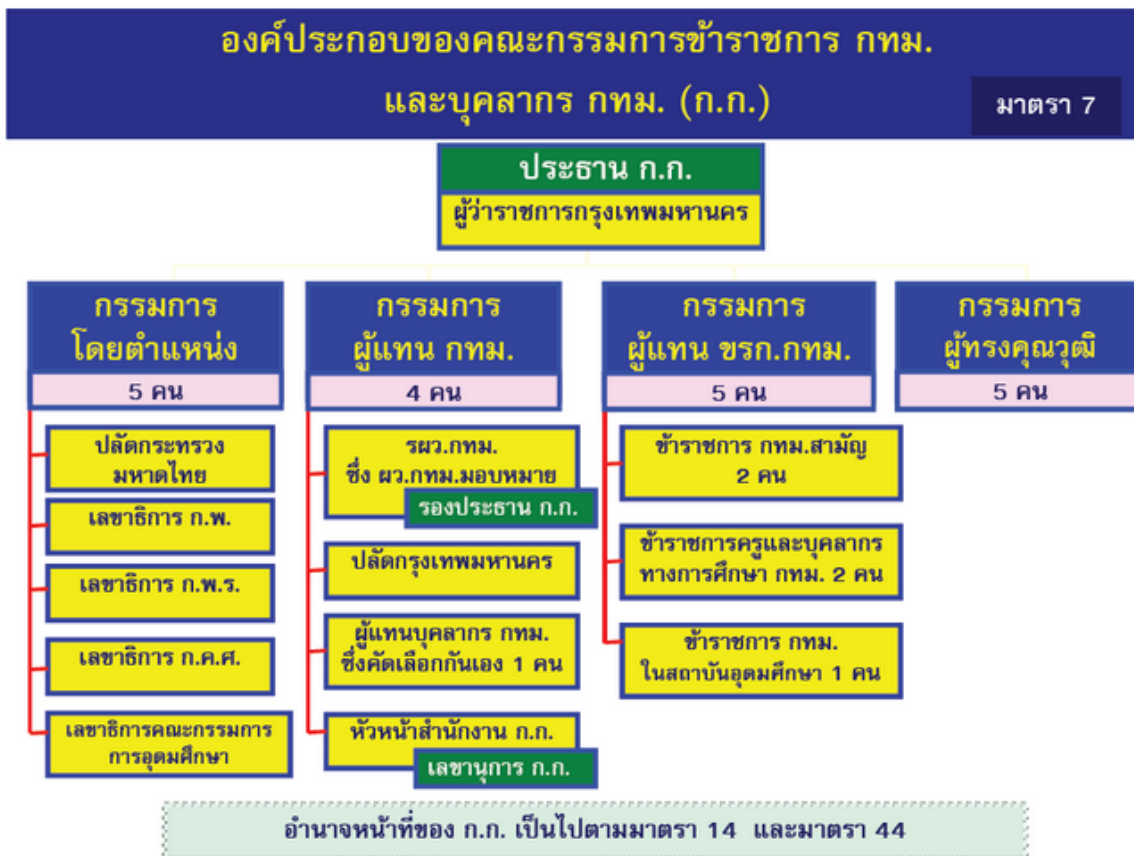 องค์ประกอบของคณะกรรมการข้าราชการ กทม.
และบุคลากร กทม. (ก.ก.)
มาตรา 7
ประธาน ก.ก.
ผู้ว่าราชการกรุงเทพมหานคร
กรรมการ
โดยตำแหน่ง
5 คน
ปลัดกระทรวง
มหาดไทย
เลขาธิการ ก.พ.
เลขาธิการ ก.พ.ร.
เลขาธิการ ก.ค.ศ.
เลขาธิการคณะกรรมการ
การอุดมศึกษา
กรรมการ
ผู้แทน กทม.
4 คน
รผว.กทม.
ซึ่ง ผว.กทม.มอบหมาย
รองประธาน ก.ก.
ปลัดกรุงเทพมหานคร
ผู้แทนบุคลากร กทม.
ซึ่งคัดเลือกกันเอง 1 คน
หัวหน้าสำนักงาน ก.ก.
เลขานุการ ก.ก.
กรรมการ
ผู้แทน ขรก.กทม.
5 คน
ข้าราชการ กทม.สามัญ
2 คน
ข้าราชการครูและบุคลากร
ทางการศึกษา กทม. 2 คน
ข้าราชการ กทม.
ในสถาบันอุดมศึกษา 1 คน
กรรมการ
ผู้ทรงคุณวุฒิ
5 คน
อำนาจหน้าที่ของ ก.ก. เป็นไปตามมาตรา 14 และมาตรา 44